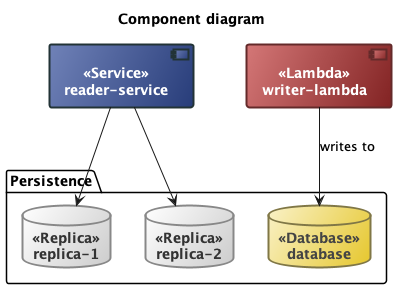 Component diagram
«Service»
reader-service
«Lambda»
writer-lambda
writes to
Persistence
«Replica»
replica-1
«Replica»
replica-2
«Database»
database